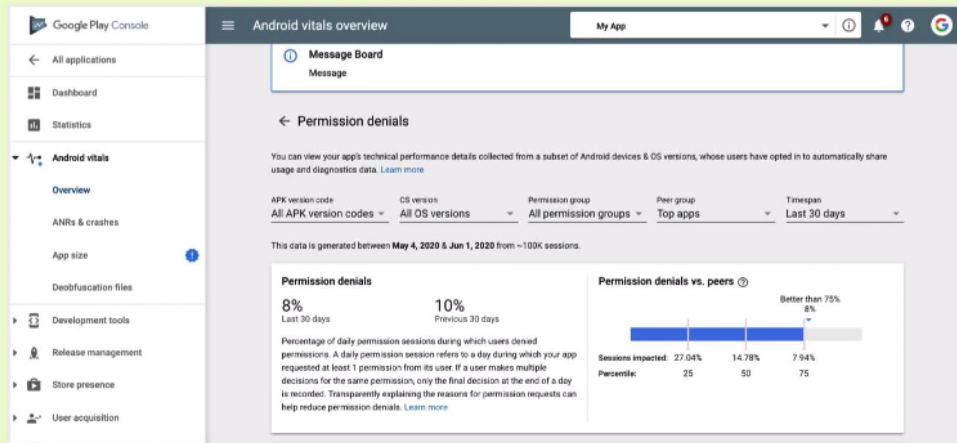 Google Play Console
Android vitals overview
My App
6
All applications
Dashboard
Statistics
Android vitals
Overview
ANRs & crashes
App size
Deobfuscation files
Development tools
Release management
Store presence
User acquisition
Message Board
Message
Permission denials
You can view your app's technical performance details collected from a subset of Android devices & OS versions, whose users have opted in to automatically share
usage and diagnostics data. Learn more
APK version code
All APK version codes
OS version
All OS versions
Permission group
All permission groups
Peer group
Top apps
Timespan
Last 30 days
This data is generated between May 4, 2020 & Jun 1, 2020 from ~100K sessions.
Permission denials
8%
Last 30 days
10%
Previous 30 days
Percentage of daily permission sessions during which users denied
permissions. A daily permission session refers to a day during which your app
requested at least 1 permission from its user. If a user makes multiple
decisions for the same permission, only the final decision at the end of a day
is recorded. Transparently explaining the reasons for permission requests can
help reduce permission denials. Learn more
Permission denials vs. peers
Better than 75%
8%
Sessions impacted: 27.04% 14.78% 7.94%
Percentile: 25 50 75